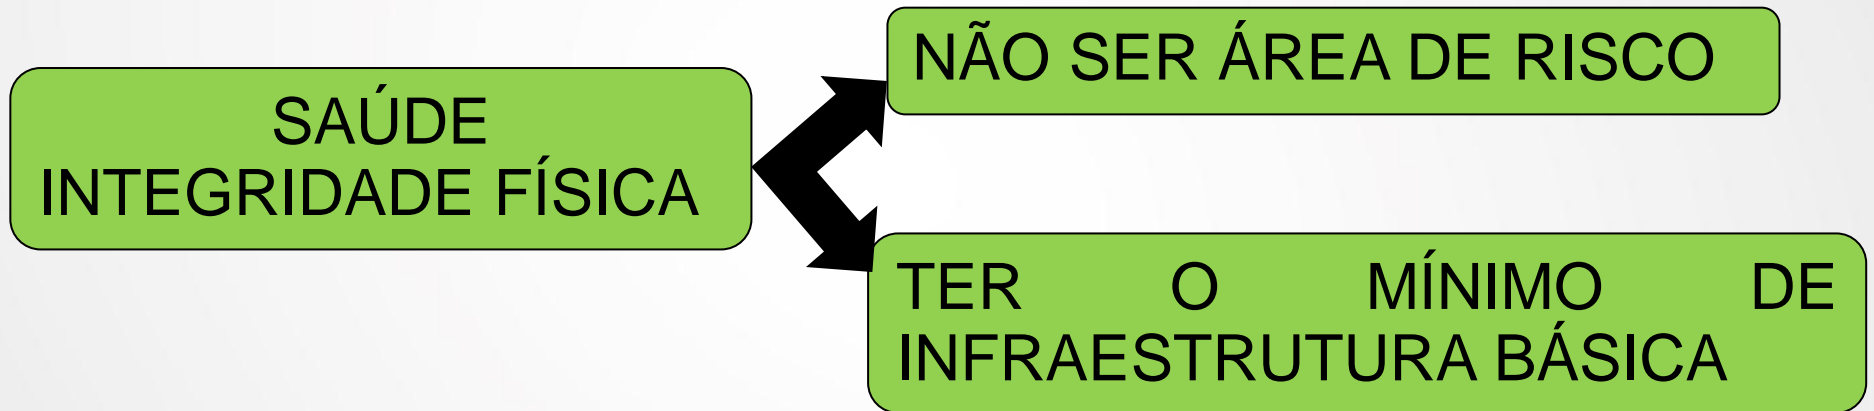 SAÚDE
INTEGRIDADE FÍSICA
NÃO SER ÁREA DE RISCO
TER O MÍNIMO DE
INFRAESTRUTURA BÁSICA